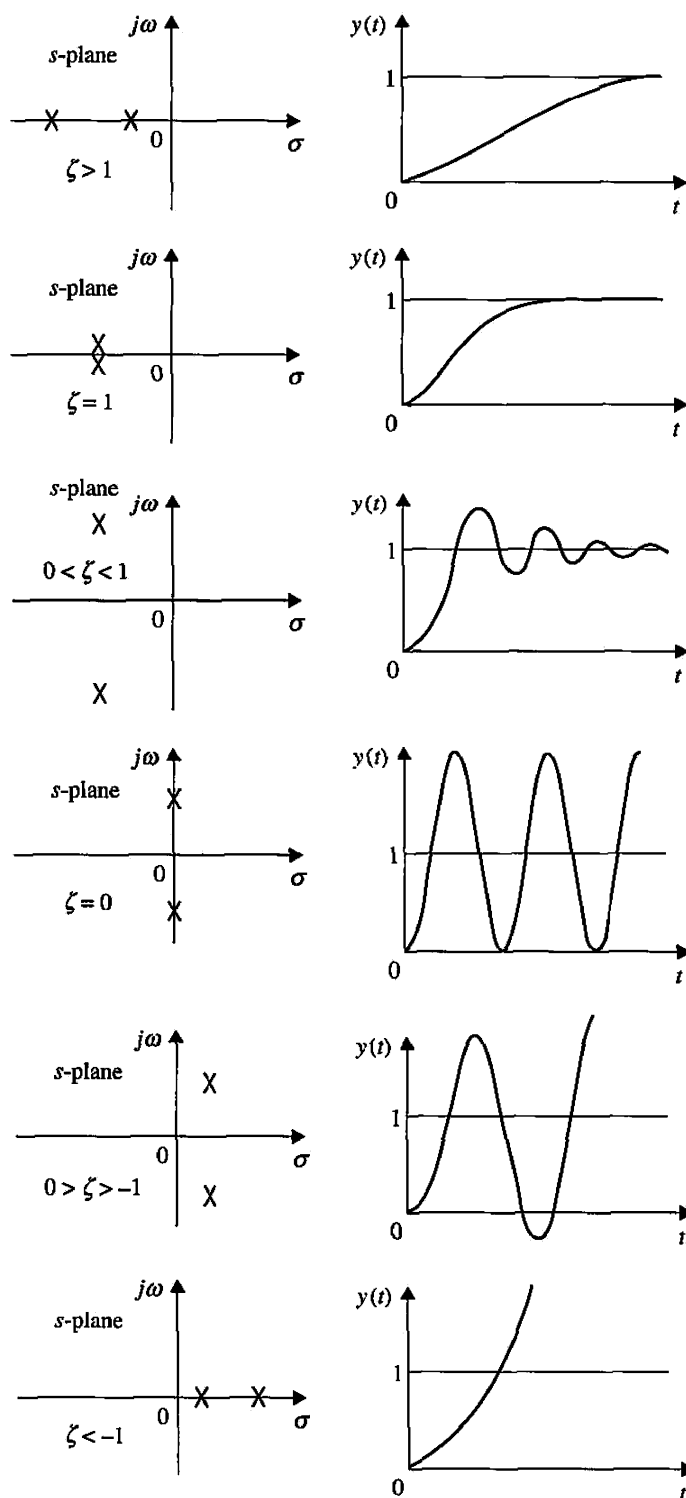 jω
s-plane
0
σ
ζ > 1
y(t)
1
0
t
jω
s-plane
0
σ
ζ = 1
y(t)
1
0
t
s-plane
jω
0 < ζ < 1
0
σ
y(t)
1
0
t
jω
s-plane
0
σ
ζ = 0
y(t)
1
0
t
jω
s-plane
0
σ
0 > ζ > -1
y(t)
1
0
t
jω
s-plane
0
σ
ζ < -1
y(t)
1
0
t